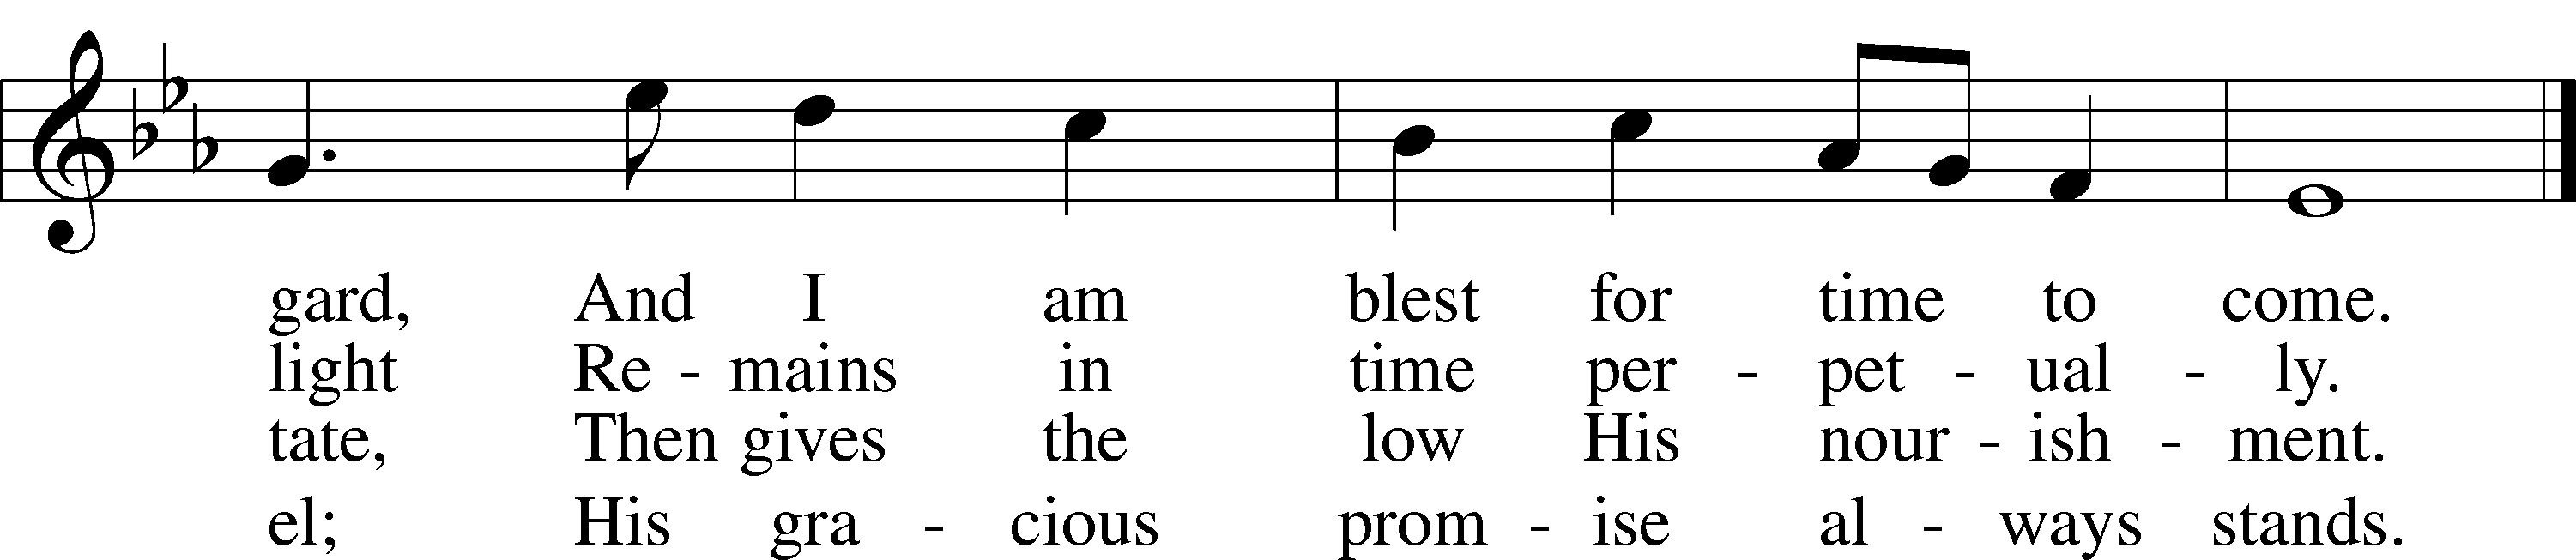 gard, And I am blest for time to come.
light Re - mains in time per - pet - ual - ly.
tate, Then gives the low His nour - ish - ment.
el; His gra - cious prom - ise al - ways stands.